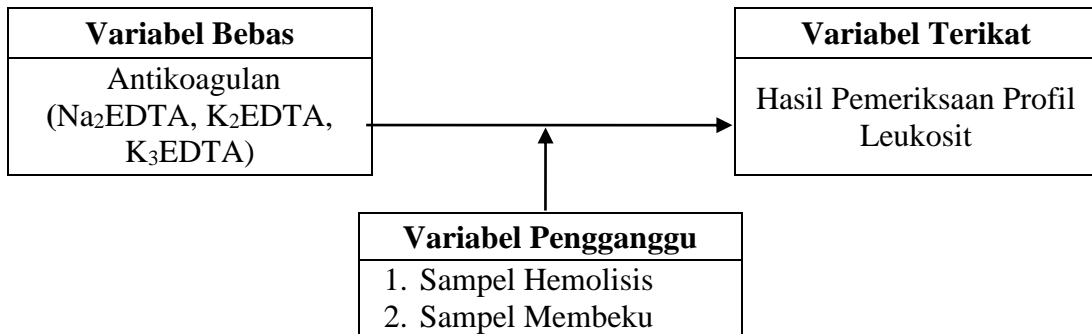 Variabel Bebas
Antikoagulan
(Na₂EDTA, K₂EDTA,
K₃EDTA)
Variabel Terikat
Hasil Pemeriksaan Profil
Leukosit
Variabel Pengganggu
1. Sampel Hemolisis
2. Sampel Membeku